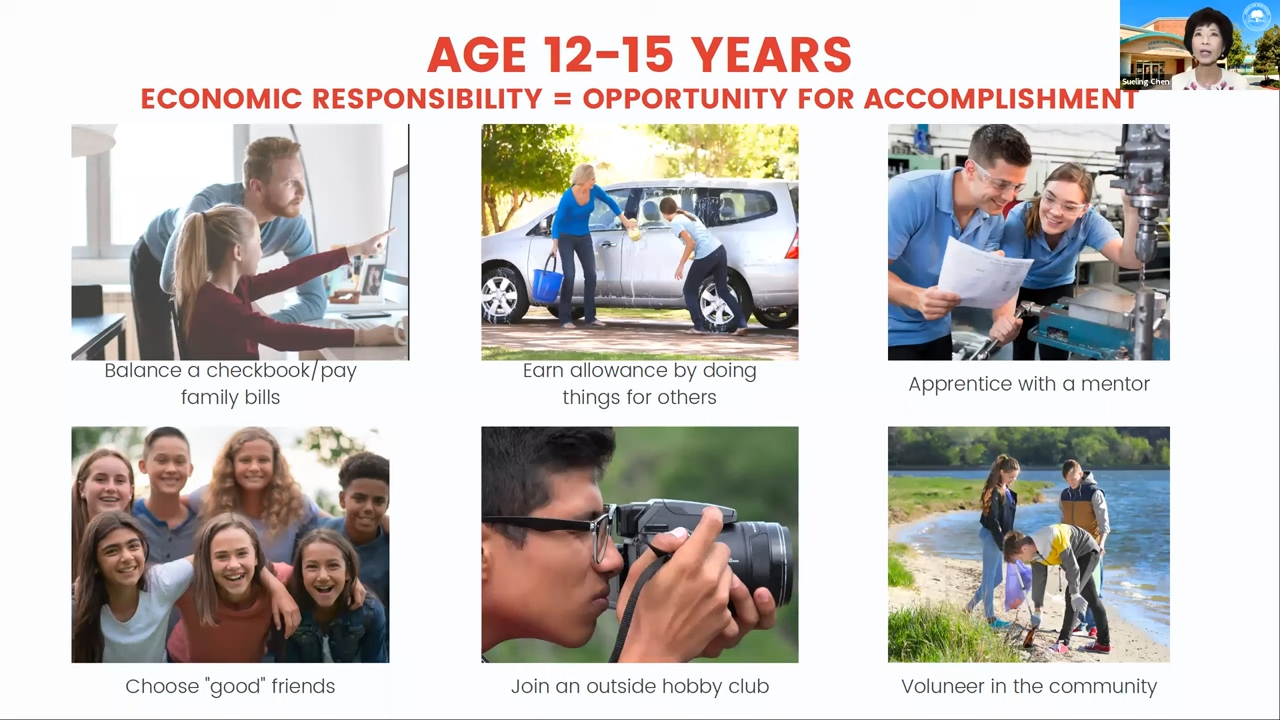 AGE 12-15 YEARS
ECONOMIC RESPONSIBILITY = OPPORTUNITY FOR ACCOMPLISHMENT
Sueling Chen
Balance a checkbook/pay
family bills
Earn allowance by doing
things for others
Apprentice with a mentor
Choose "good" friends
Join an outside hobby club
Voluneer in the community